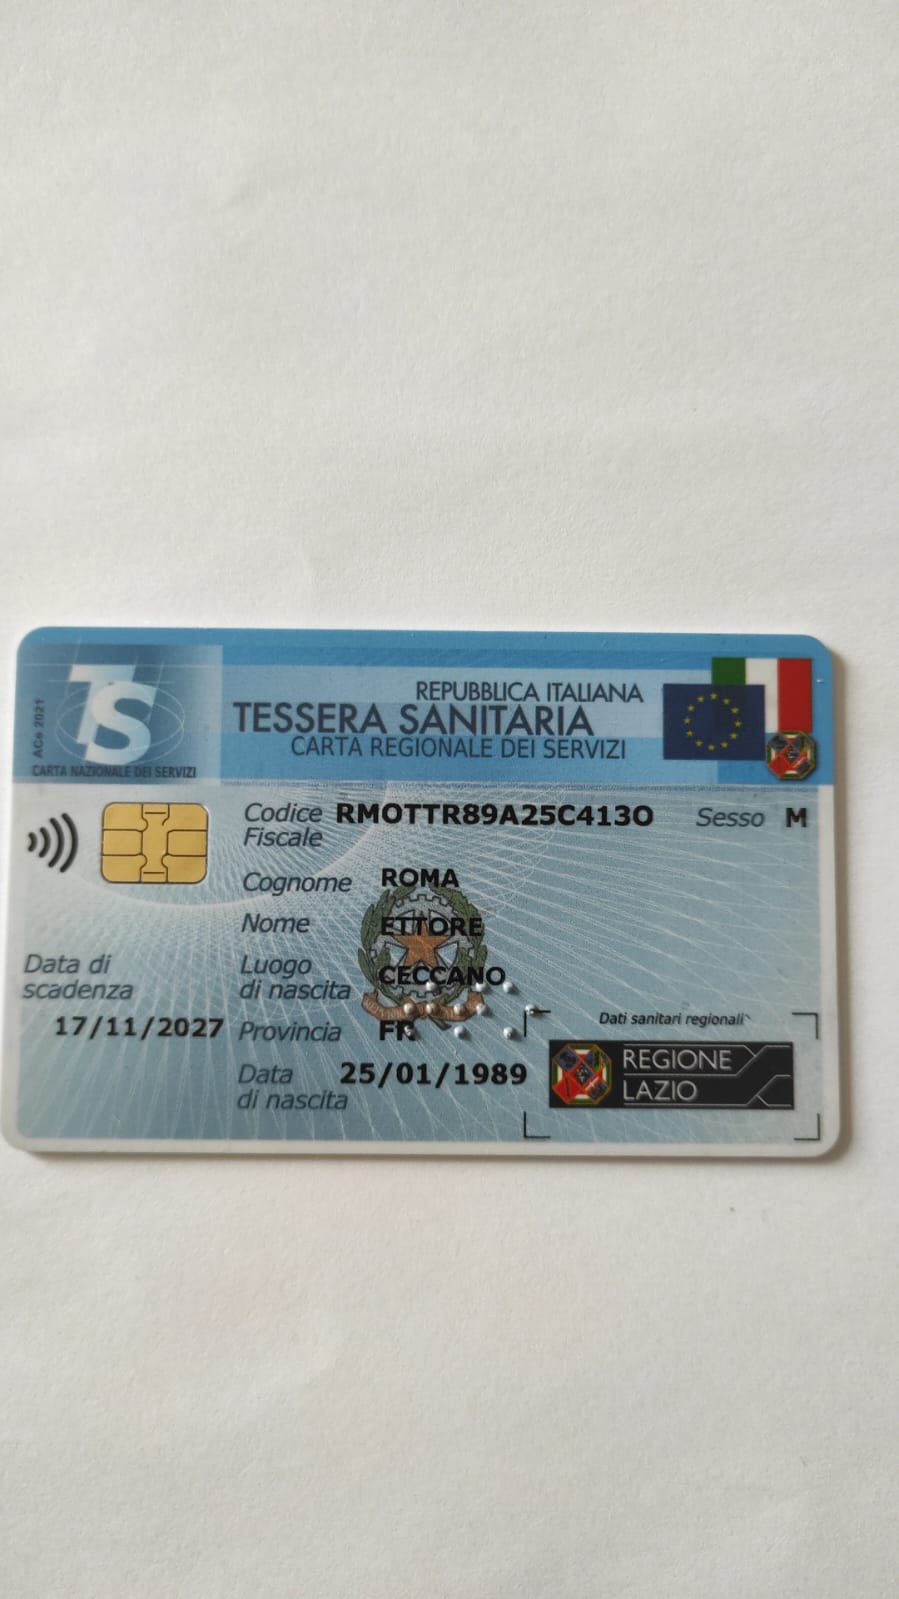 REPUBBLICA ITALIANA
TESSERA SANITARIA
CARTA REGIONALE DEI SERVIZI
TS
CARTA NAZIONALE DEI SERVIZI
ACe 2021
Codice Fiscale RMOTTR89A25C413O Sesso M
Cognome ROMA
Nome ETTORE
Luogo di nascita CECCANO
Provincia FR
Data di nascita 25/01/1989
Data di scadenza
17/11/2027
Dati sanitari regionali
REGIONE
LAZIO